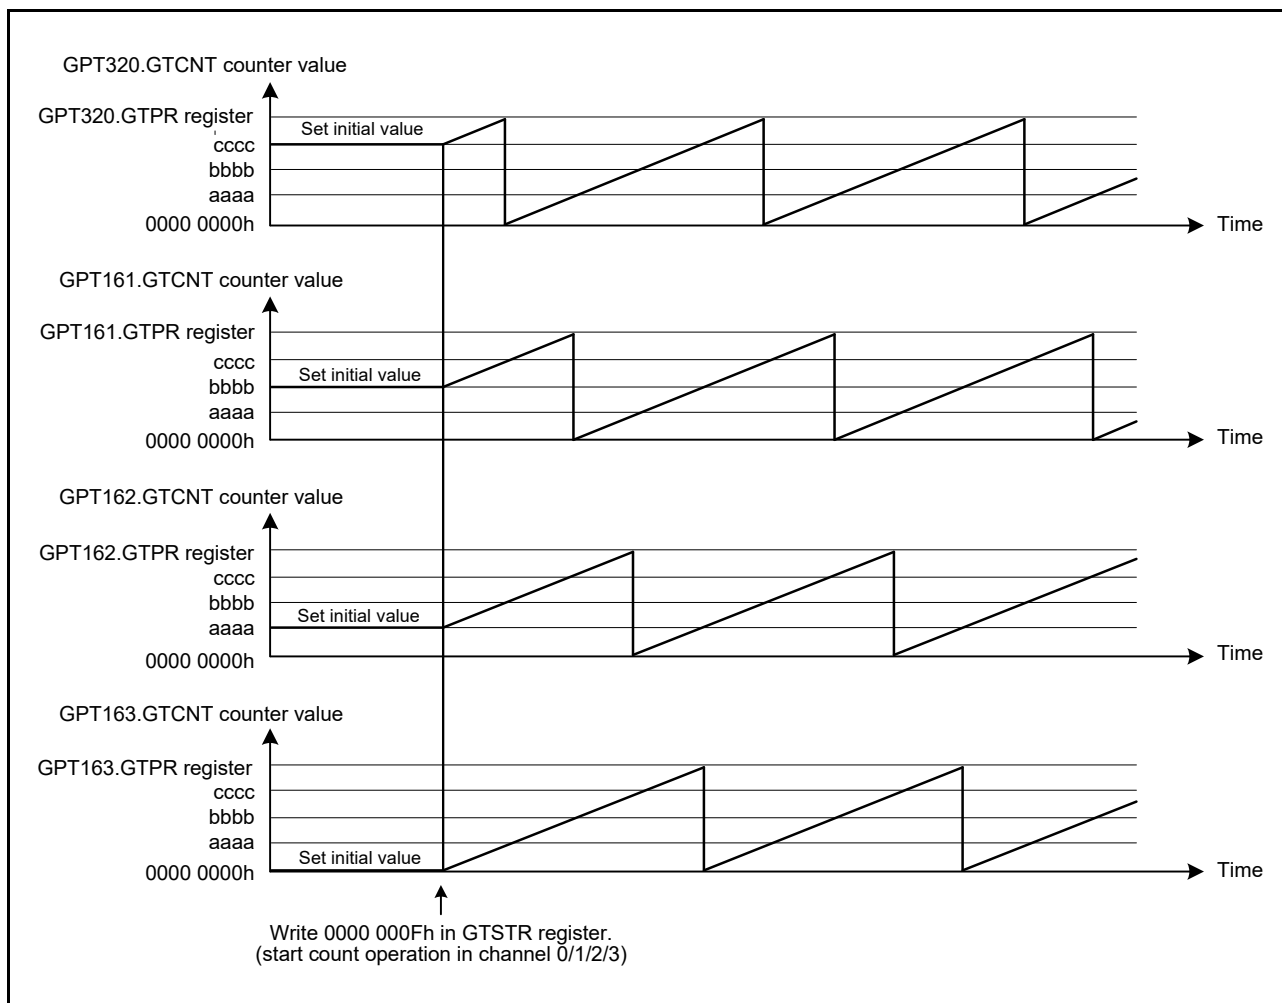 GPT320.GTCNT counter value
GPT320.GTPR register
Set initial value
cccc
bbbb
aaaa
0000 0000h
Time
GPT161.GTCNT counter value
GPT161.GTPR register
cccc
Set initial value
bbbb
aaaa
0000 0000h
Time
GPT162.GTCNT counter value
GPT162.GTPR register
cccc
bbbb
Set initial value
aaaa
0000 0000h
Time
GPT163.GTCNT counter value
GPT163.GTPR register
cccc
bbbb
aaaa
Set initial value
0000 0000h
Time
Write 0000 000Fh in GTSTR register.
(start count operation in channel 0/1/2/3)